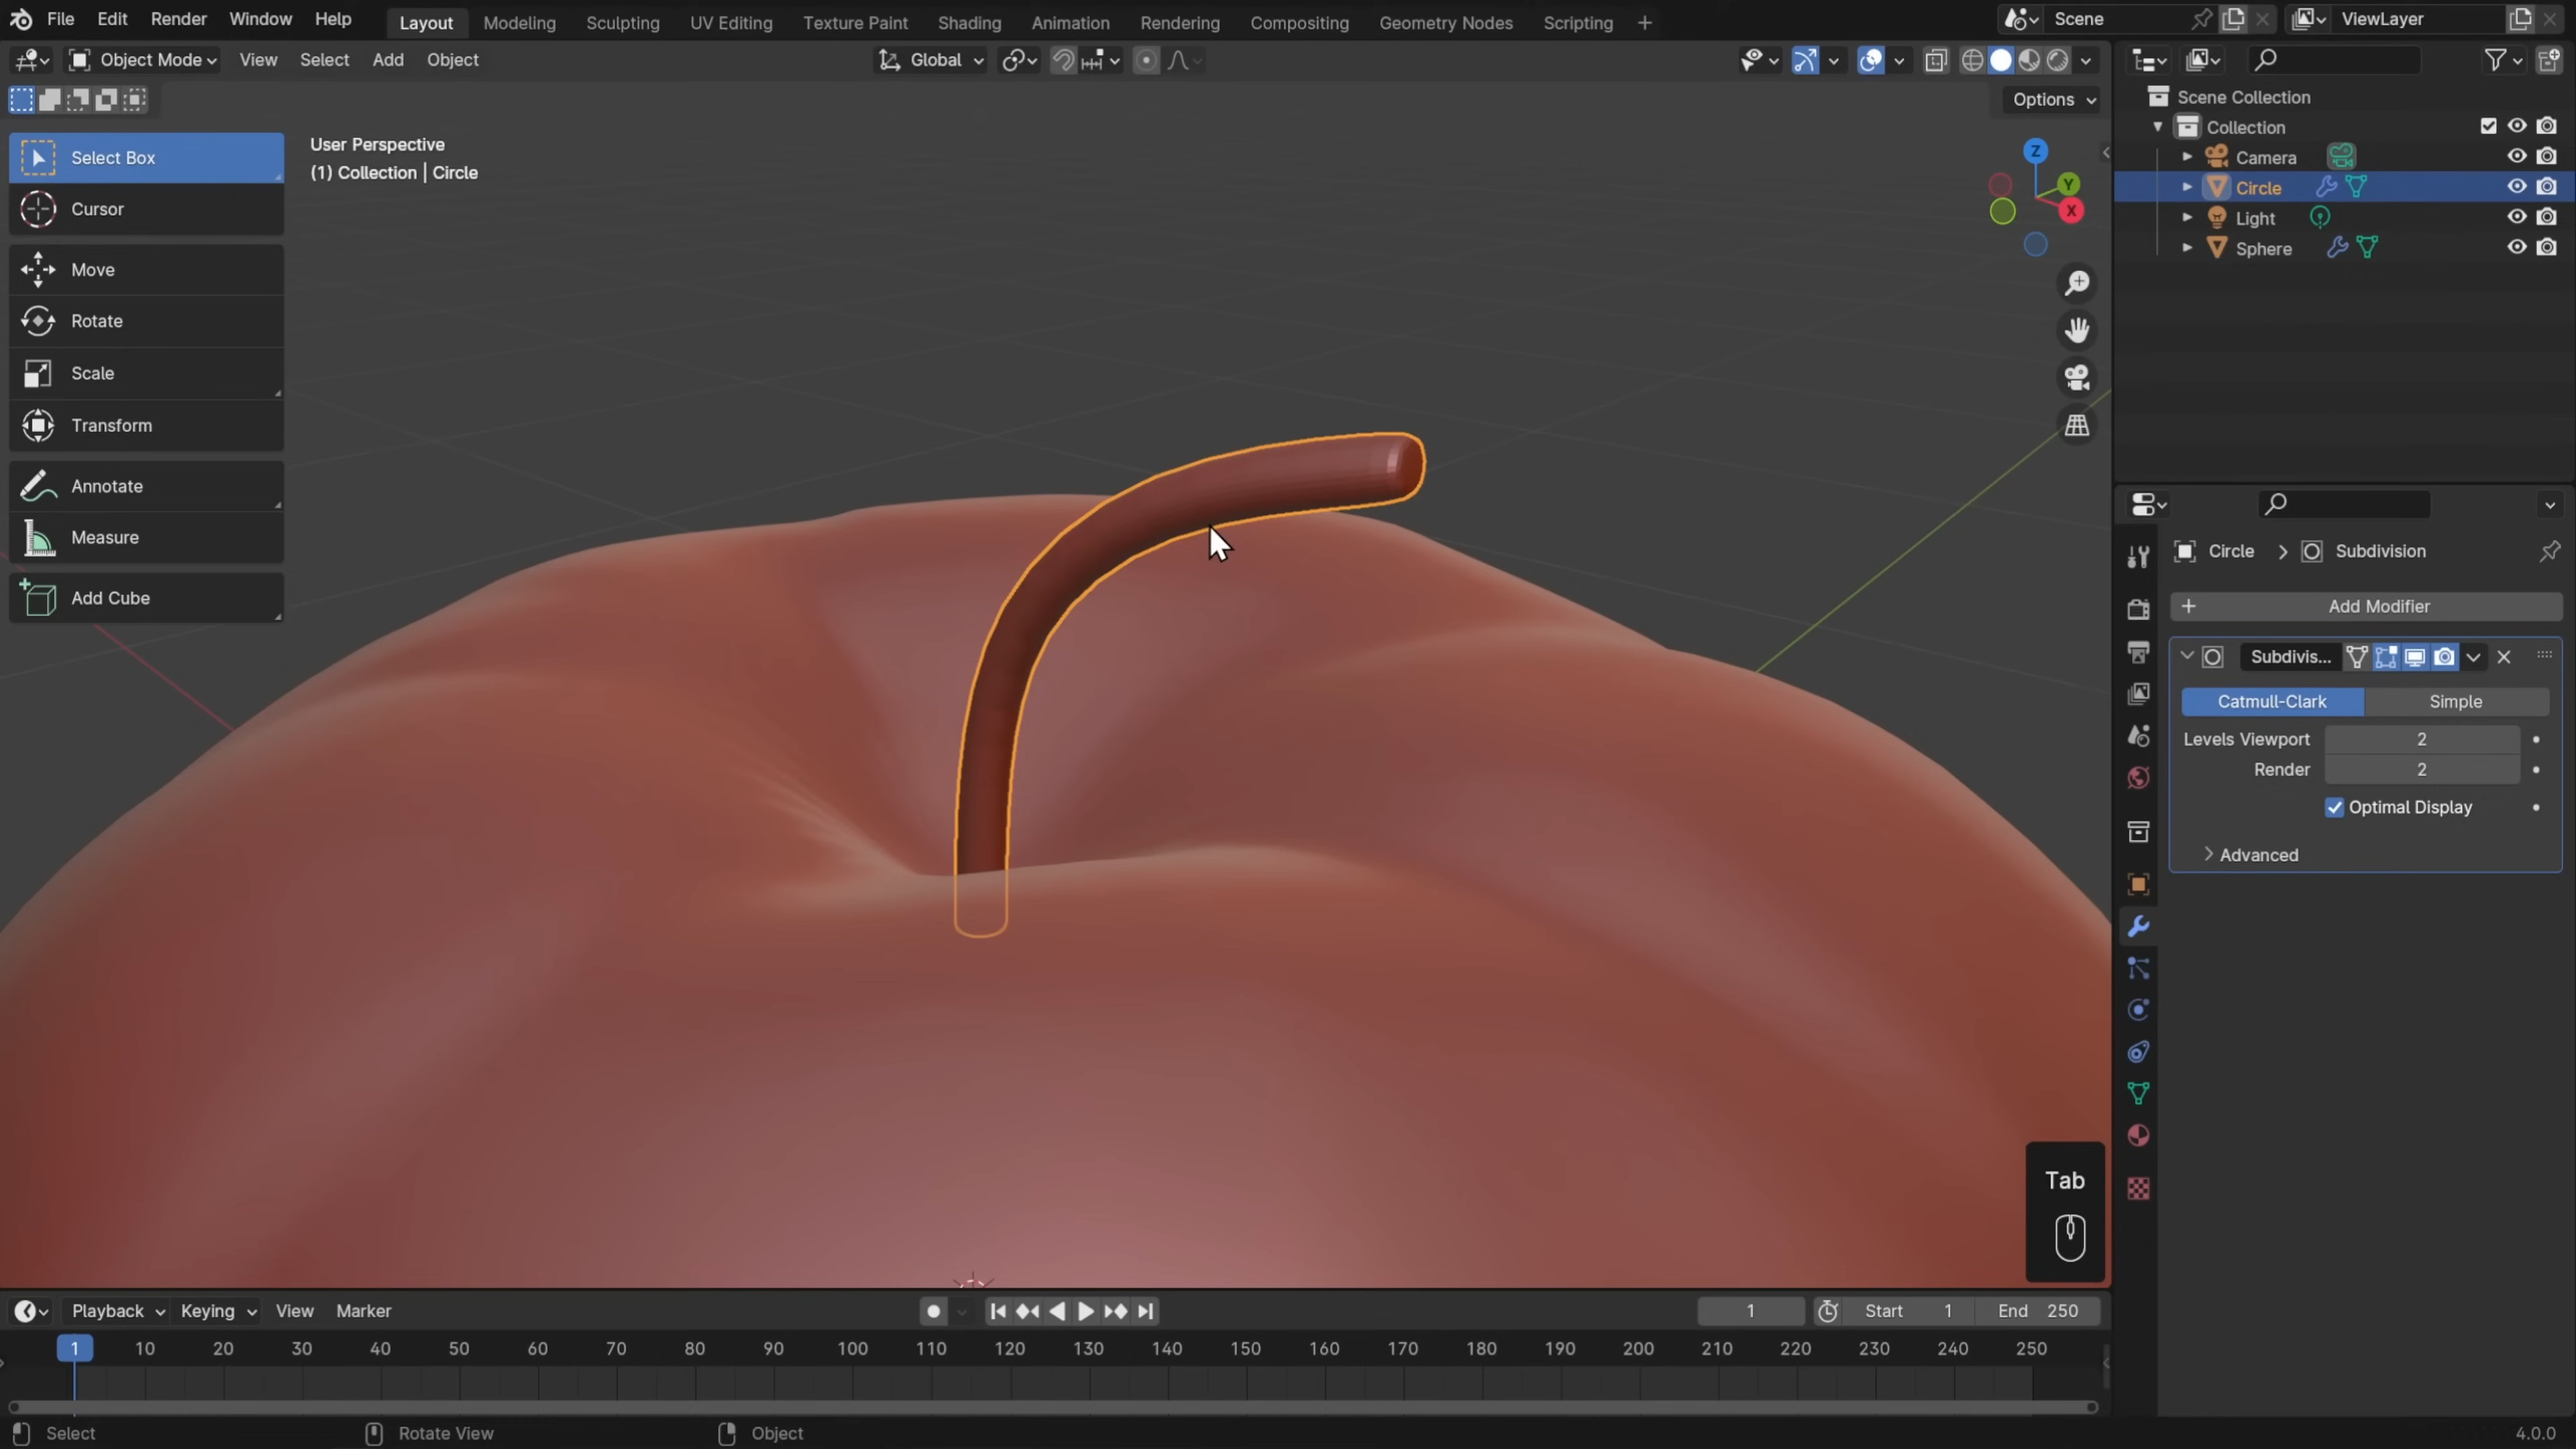 File Edit Render Window Help Layout Modeling Sculpting UV Editing Texture Paint Shading Animation Rendering Compositing Geometry Nodes Scripting + Scene ViewLayer
Object Mode View Select Add Object Global
Options
Scene Collection
Collection
Camera
Circle
Light
Sphere
Select Box
Cursor
Move
Rotate
Scale
Transform
Annotate
Measure
Add Cube
User Perspective
(1) Collection | Circle
Z
Y
X
Circle > Subdivision
+ Add Modifier
Subdivis...
Catmull-Clark Simple
Levels Viewport 2
Render 2
Optimal Display
Advanced
Tab
Playback Keying View Marker 1 Start 1 End 250
1 10 20 30 40 50 60 70 80 90 100 110 120 130 140 150 160 170 180 190 200 210 220 230 240 250
Select Rotate View Object 4.0.0